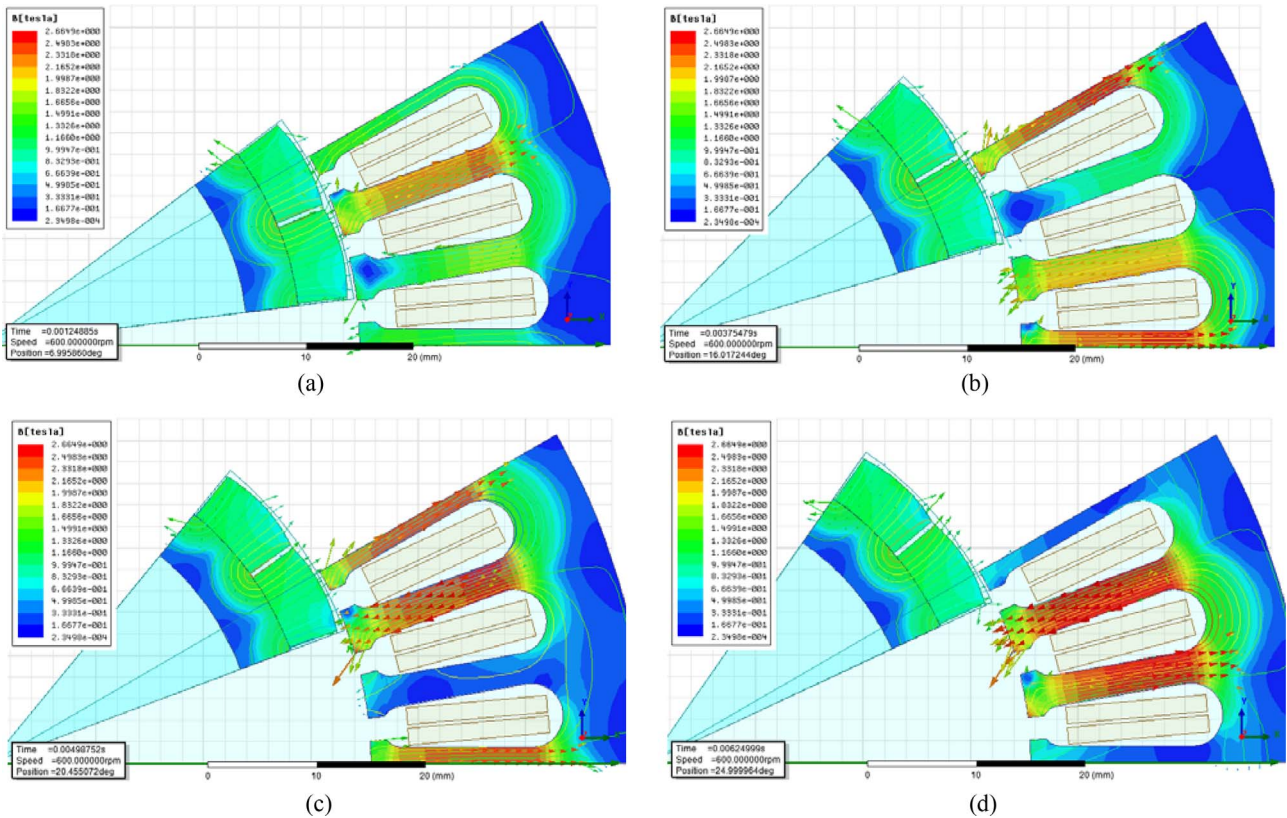 B[tesla]
2.6649e+000
2.4983e+000
2.3318e+000
2.1652e+000
1.9987e+000
1.8322e+000
1.6656e+000
1.4991e+000
1.3326e+000
1.1660e+000
9.9947e-001
8.3293e-001
6.6639e-001
4.9985e-001
3.3331e-001
1.6677e-001
2.3498e-004
Time =0.00124885s
Speed =600.000000rpm
Position =6.995860deg
0 10 20 (mm)
(a)
B[tesla]
2.6649e+000
2.4983e+000
2.3318e+000
2.1652e+000
1.9987e+000
1.8322e+000
1.6656e+000
1.4991e+000
1.3326e+000
1.1660e+000
9.9947e-001
8.3293e-001
6.6639e-001
4.9985e-001
3.3331e-001
1.6677e-001
2.3498e-004
Y
Time =0.00375479s
Speed =600.000000rpm
Position =16.017244deg
0 10 20 (mm)
(b)
B[tesla]
2.6649e+000
2.4983e+000
2.3318e+000
2.1652e+000
1.9987e+000
1.8322e+000
1.6656e+000
1.4991e+000
1.3326e+000
1.1660e+000
9.9947e-001
8.3293e-001
6.6639e-001
4.9985e-001
3.3331e-001
1.6677e-001
2.3498e-004
Y
Time =0.00498752s
Speed =600.000000rpm
Position =20.455072deg
0 10 20 (mm)
(c)
B[tesla]
2.6649e+000
2.4983e+000
2.3318e+000
2.1652e+000
1.9987e+000
1.8322e+000
1.6656e+000
1.4991e+000
1.3326e+000
1.1660e+000
9.9947e-001
8.3293e-001
6.6639e-001
4.9985e-001
3.3331e-001
1.6677e-001
2.3498e-004
Y
Time =0.00624999s
Speed =600.000000rpm
Position =24.999964deg
0 10 20 (mm)
(d)